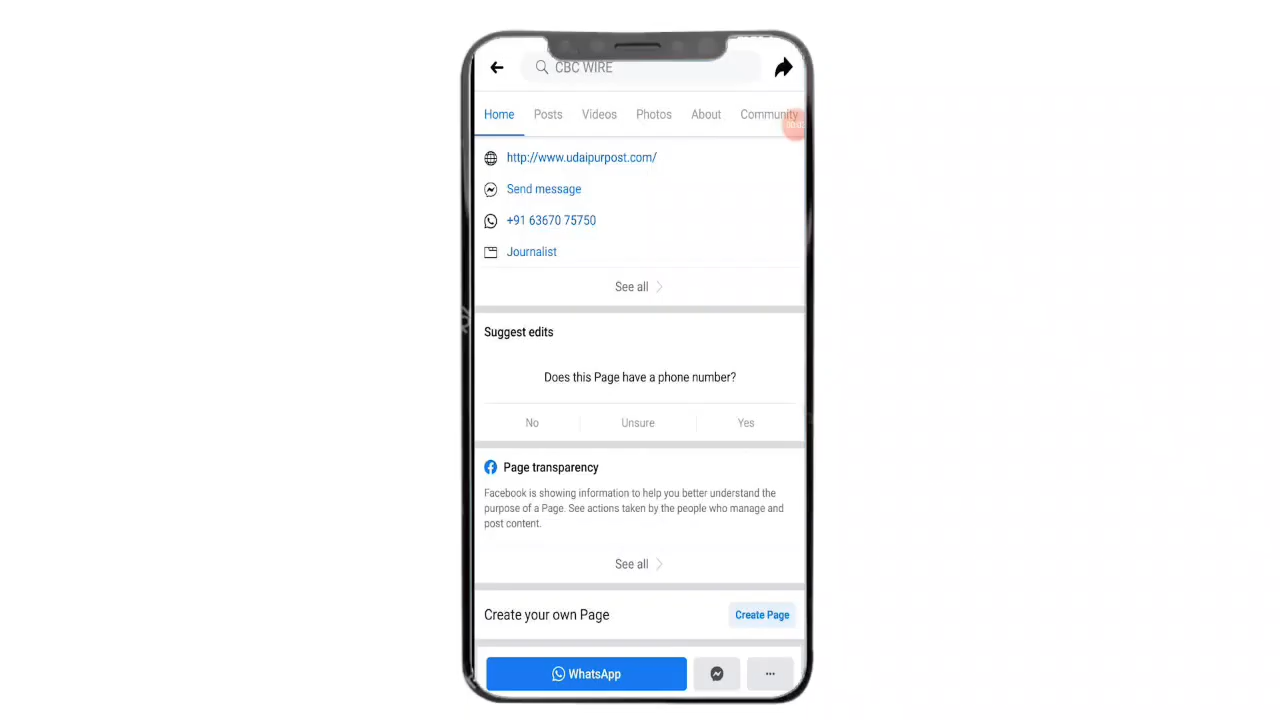 CBC WIRE
Home Posts Videos Photos About Community
http://www.udaipurpost.com/
Send message
+91 63670 75750
Journalist
See all
Suggest edits
Does this Page have a phone number?
No Unsure Yes
Page transparency
Facebook is showing information to help you better understand the
purpose of a Page. See actions taken by the people who manage and
post content.
See all
Create your own Page Create Page
WhatsApp